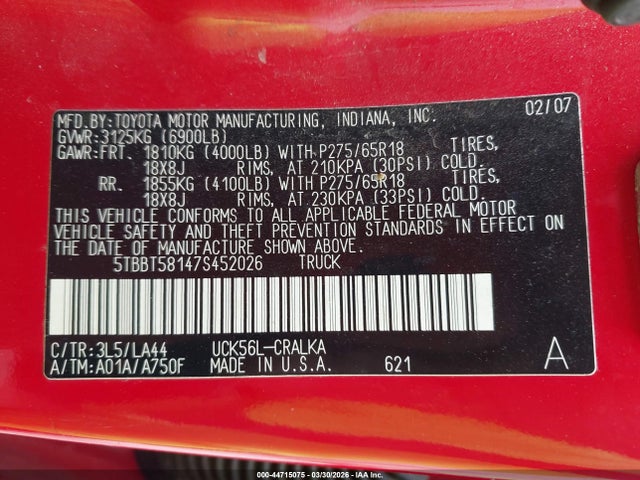 MFD.BY: TOYOTA MOTOR MANUFACTURING, INDIANA, INC. 02/07
GVWR: 3125KG (6900LB)
GAWR: FRT. 1810KG (4000LB) WITH P275/65R18 TIRES,
18X8J RIMS, AT 210KPA (30PSI) COLD.
RR. 1855KG (4100LB) WITH P275/65R18 TIRES,
18X8J RIMS, AT 230KPA (33PSI) COLD.
THIS VEHICLE CONFORMS TO ALL APPLICABLE FEDERAL MOTOR
VEHICLE SAFETY AND THEFT PREVENTION STANDARDS IN EFFECT ON
THE DATE OF MANUFACTURE SHOWN ABOVE.
5TBBT58147S452026 TRUCK
C/TR: 3L5/LA44 UCK56L-CRALKA
A/TM: A01A/A750F MADE IN U.S.A. 621 A
000-44715075 - 03/30/2026 - IAA Inc.